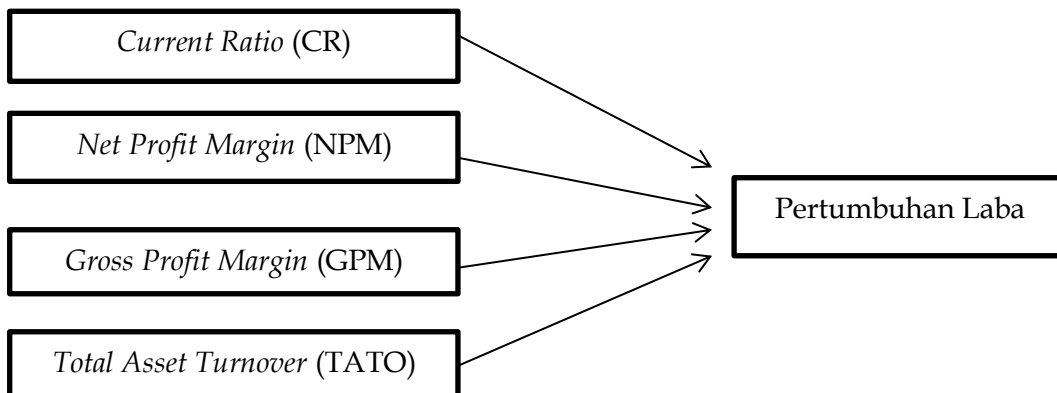 Current Ratio (CR)
Net Profit Margin (NPM)
Pertumbuhan Laba
Gross Profit Margin (GPM)
Total Asset Turnover (TATO)